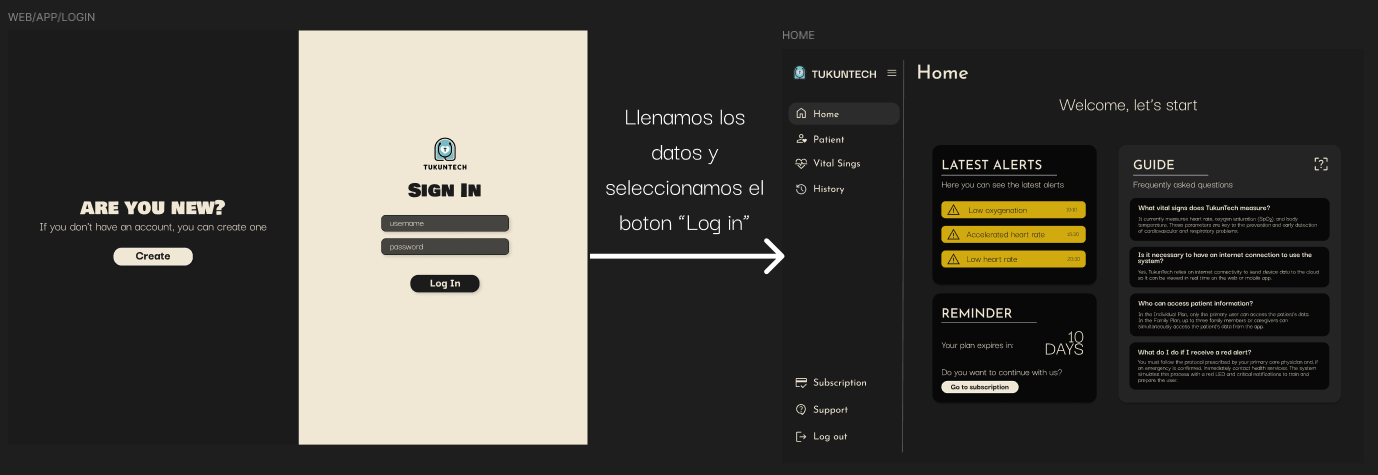 WEB/APP/LOGIN
ARE YOU NEW?
If you don't have an account, you can create one
Create
TUKUNTECH
SIGN IN
username
password
Log In
Llenamos los
datos y
seleccionamos el
boton “Log in”
HOME
TUKUNTECH
Home
Patient
Vital Sings
History
Subscription
Support
Log out
Home
Welcome, let's start
LATEST ALERTS
Here you can see the latest alerts
Low oxygenation
Accelerated heart rate
Low heart rate
REMINDER
Your plan expires in:
10
DAYS
Do you want to continue with us?
Go to subscription
GUIDE
Frequently asked questions
What vital signs does TukunTech measure?
It currently measures heart rate, oxygen saturation (SpO₂), and body
temperature. These parameters are key to the prevention and early detection
of cardiovascular and respiratory problems.
Is it necessary to have an internet connection to use the
system?
Yes, TukunTech relies on internet connectivity to send device data to the cloud
so it can be viewed in real time on the web or mobile app.
Who can access patient information?
In the Individual Plan, only the primary user can access the patient's data.
In the Family Plan, up to three family members or caregivers can
simultaneously access the patient's data from the app.
What do I do if I receive a red alert?
You must follow the protocol prescribed by your primary care physician and, if
an emergency is confirmed, immediately contact health services. The system
simulates this process with a red LED and critical notifications to train and
prepare the user.